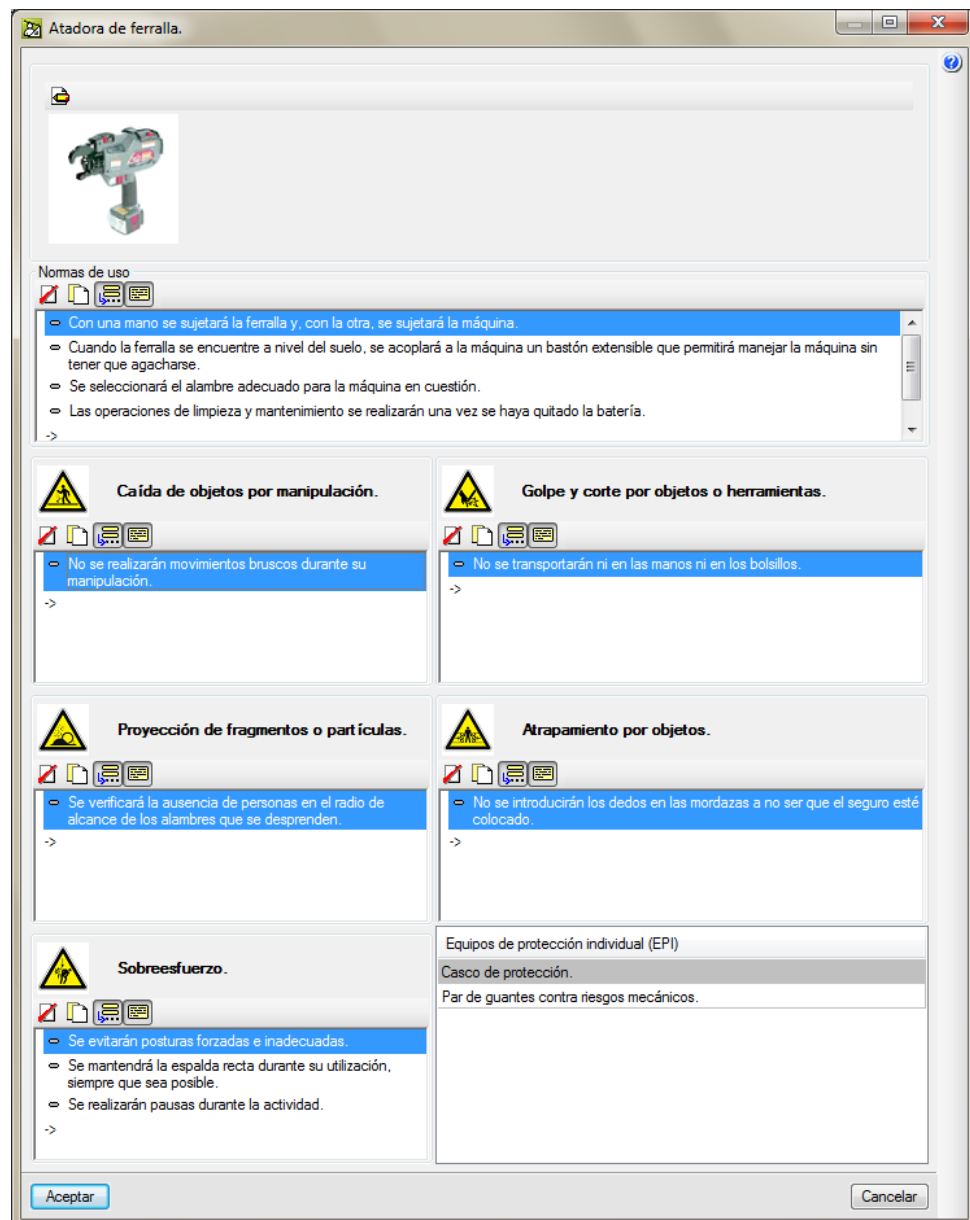 Atadora de ferralla.
Normas de uso
Con una mano se sujetará la ferralla y, con la otra, se sujetará la máquina.
Cuando la ferralla se encuentre a nivel del suelo, se acoplará a la máquina un bastón extensible que permitirá manejar la máquina sin
tener que agacharse.
Se seleccionará el alambre adecuado para la máquina en cuestión.
Las operaciones de limpieza y mantenimiento se realizarán una vez se haya quitado la batería.
->
Caída de objetos por manipulación.
No se realizarán movimientos bruscos durante su
manipulación.
->
Golpe y corte por objetos o herramientas.
No se transportarán ni en las manos ni en los bolsillos.
->
Proyección de fragmentos o partículas.
Se verificará la ausencia de personas en el radio de
alcance de los alambres que se desprenden.
->
Atrapamiento por objetos.
No se introducirán los dedos en las mordazas a no ser que el seguro esté
colocado.
->
Sobreesfuerzo.
Se evitarán posturas forzadas e inadecuadas.
Se mantendrá la espalda recta durante su utilización,
siempre que sea posible.
Se realizarán pausas durante la actividad.
->
Equipos de protección individual (EPI)
Casco de protección.
Par de guantes contra riesgos mecánicos.
Aceptar
Cancelar